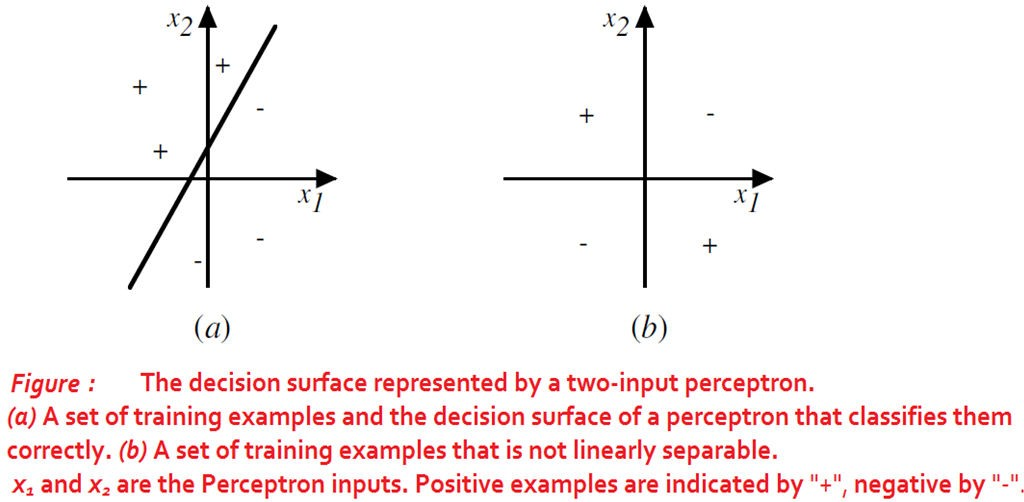 x2 x2
+
+ + -
-
+
x1 x1
- - +
-
(a) (b)
Figure : The decision surface represented by a two-input perceptron.
(a) A set of training examples and the decision surface of a perceptron that classifies them
correctly. (b) A set of training examples that is not linearly separable.
x₁ and x₂ are the Perceptron inputs. Positive examples are indicated by "+", negative by "-".